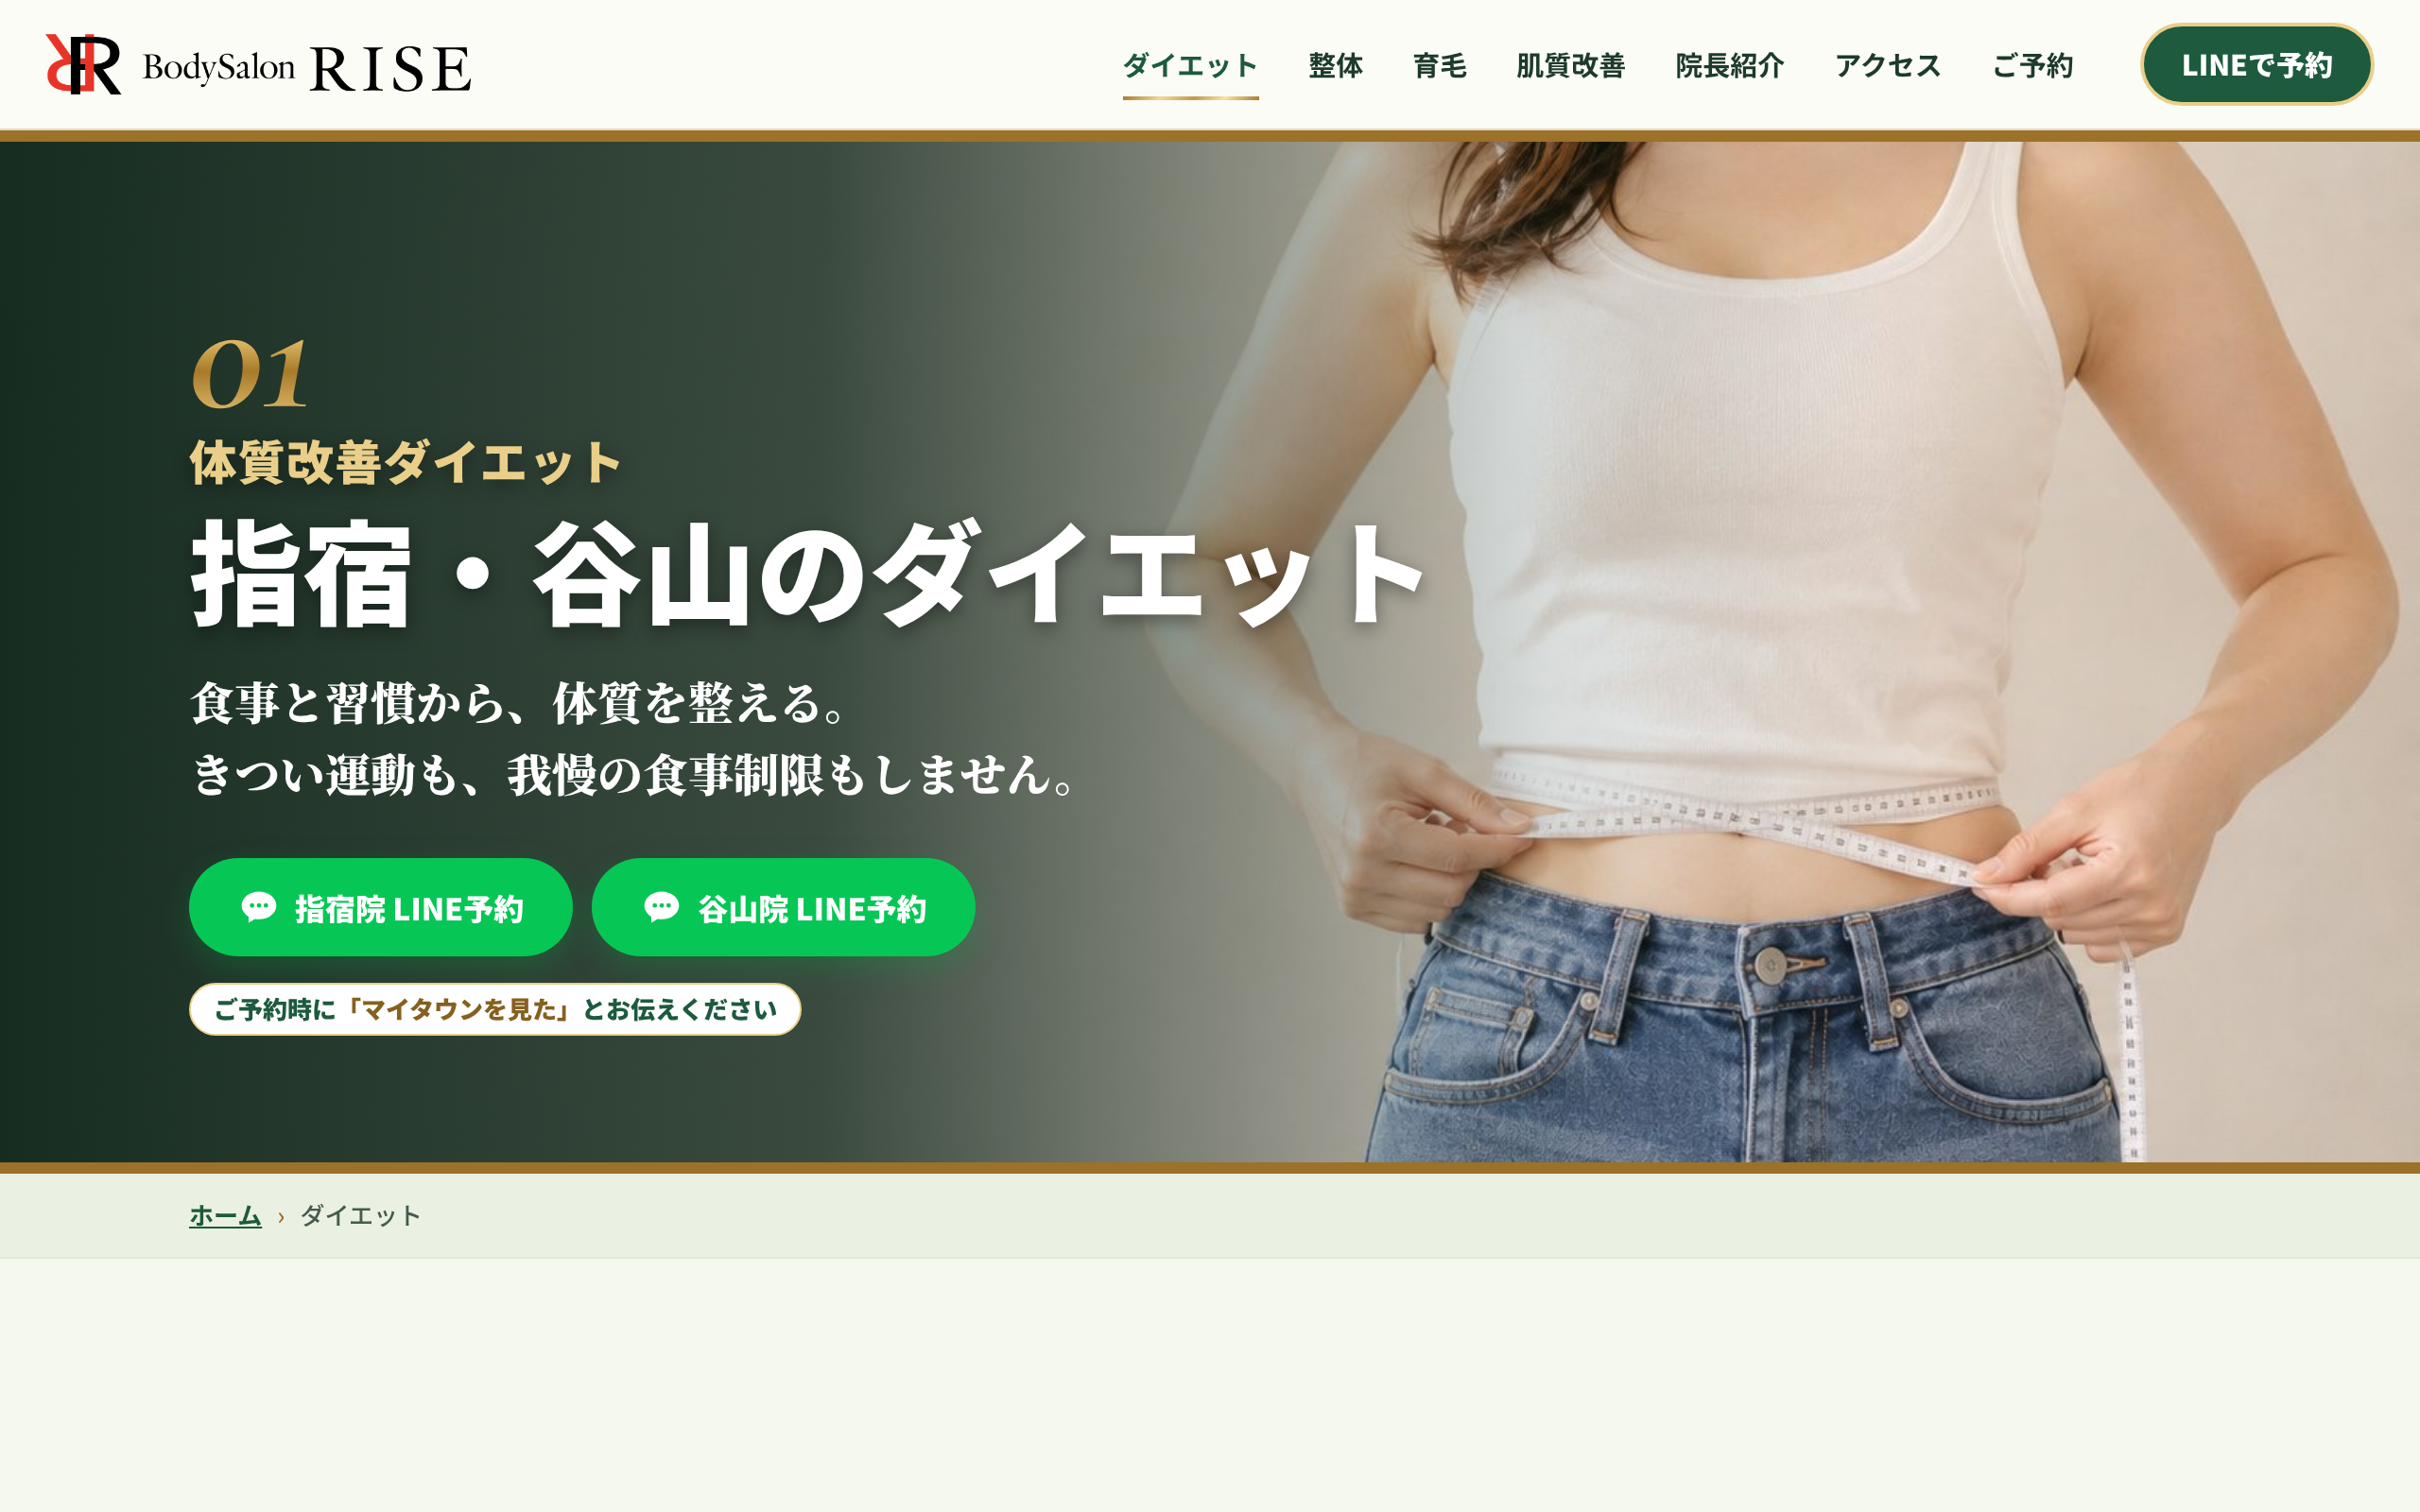 BodySalon RISE
ダイエット 整体 育毛 肌質改善 院長紹介 アクセス ご予約 LINEで予約
01
体質改善ダイエット
指宿・谷山のダイエット
食事と習慣から、体質を整える。
きつい運動も、我慢の食事制限もしません。
指宿院 LINE予約 谷山院 LINE予約
ご予約時に「マイタウンを見た」とお伝えください
ホーム › ダイエット